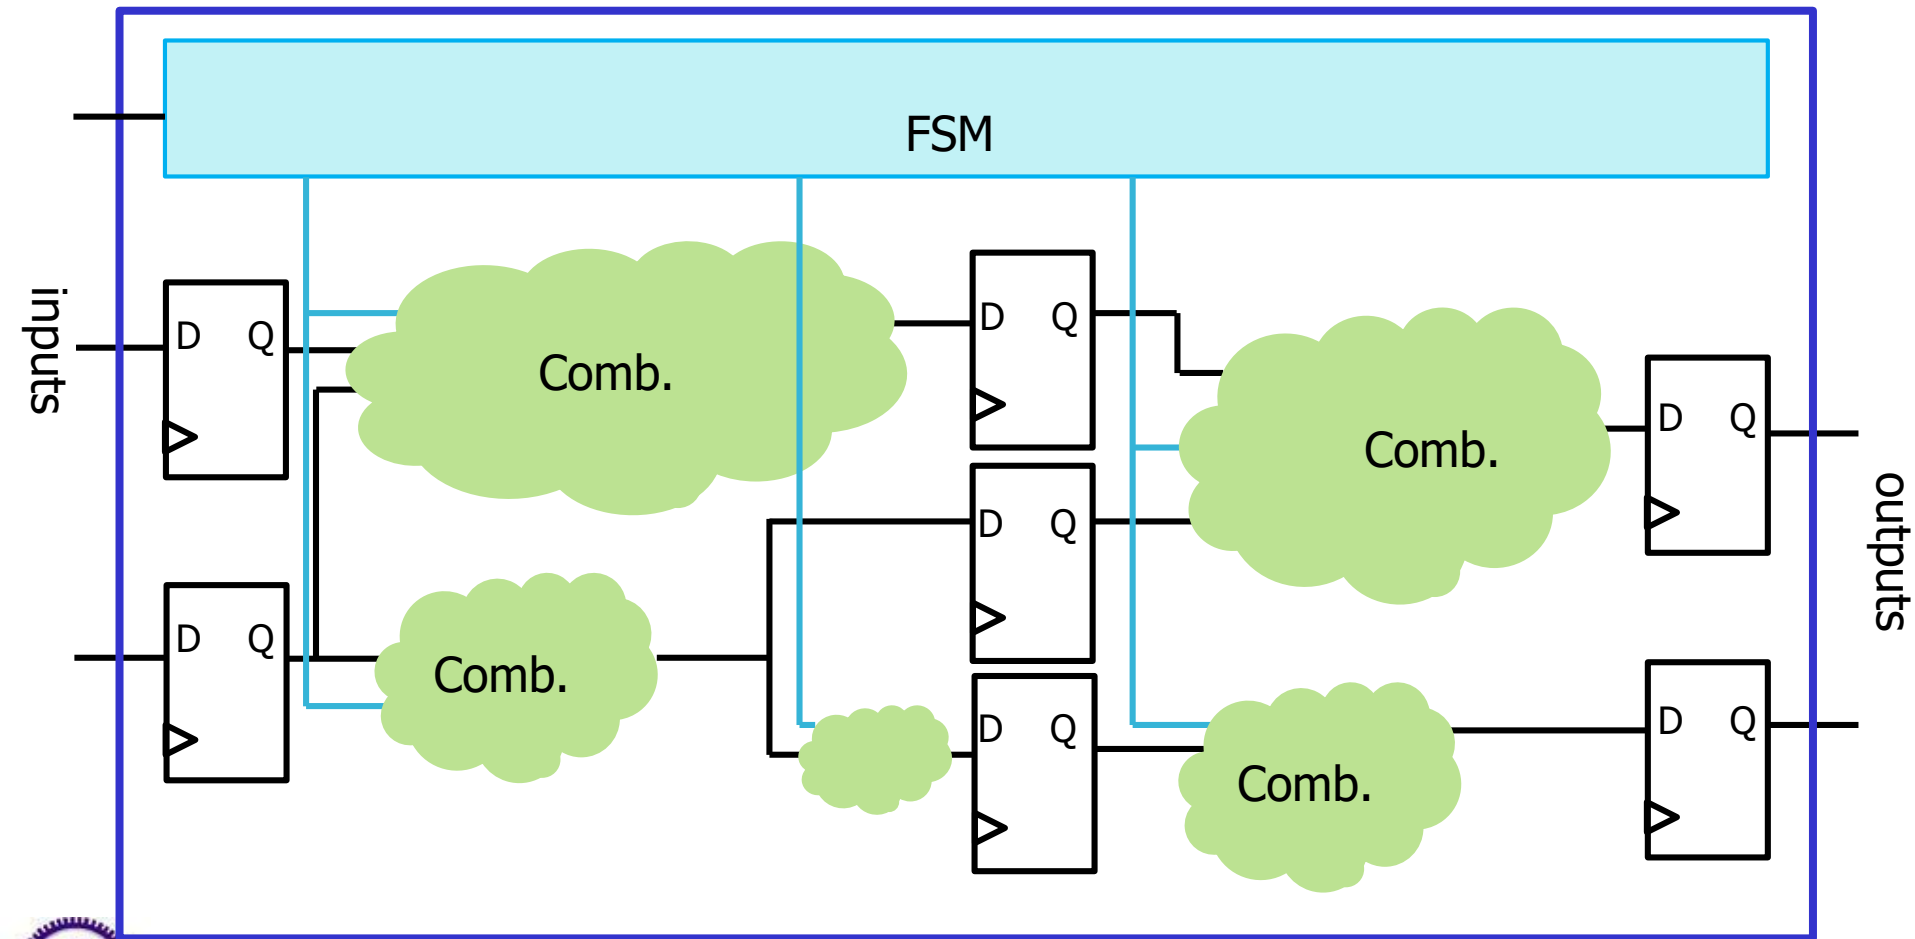 FSM
inputs
D Q
Comb.
D Q
Comb.
D Q
D Q
outputs
D Q
Comb.
D Q
Comb.
D Q